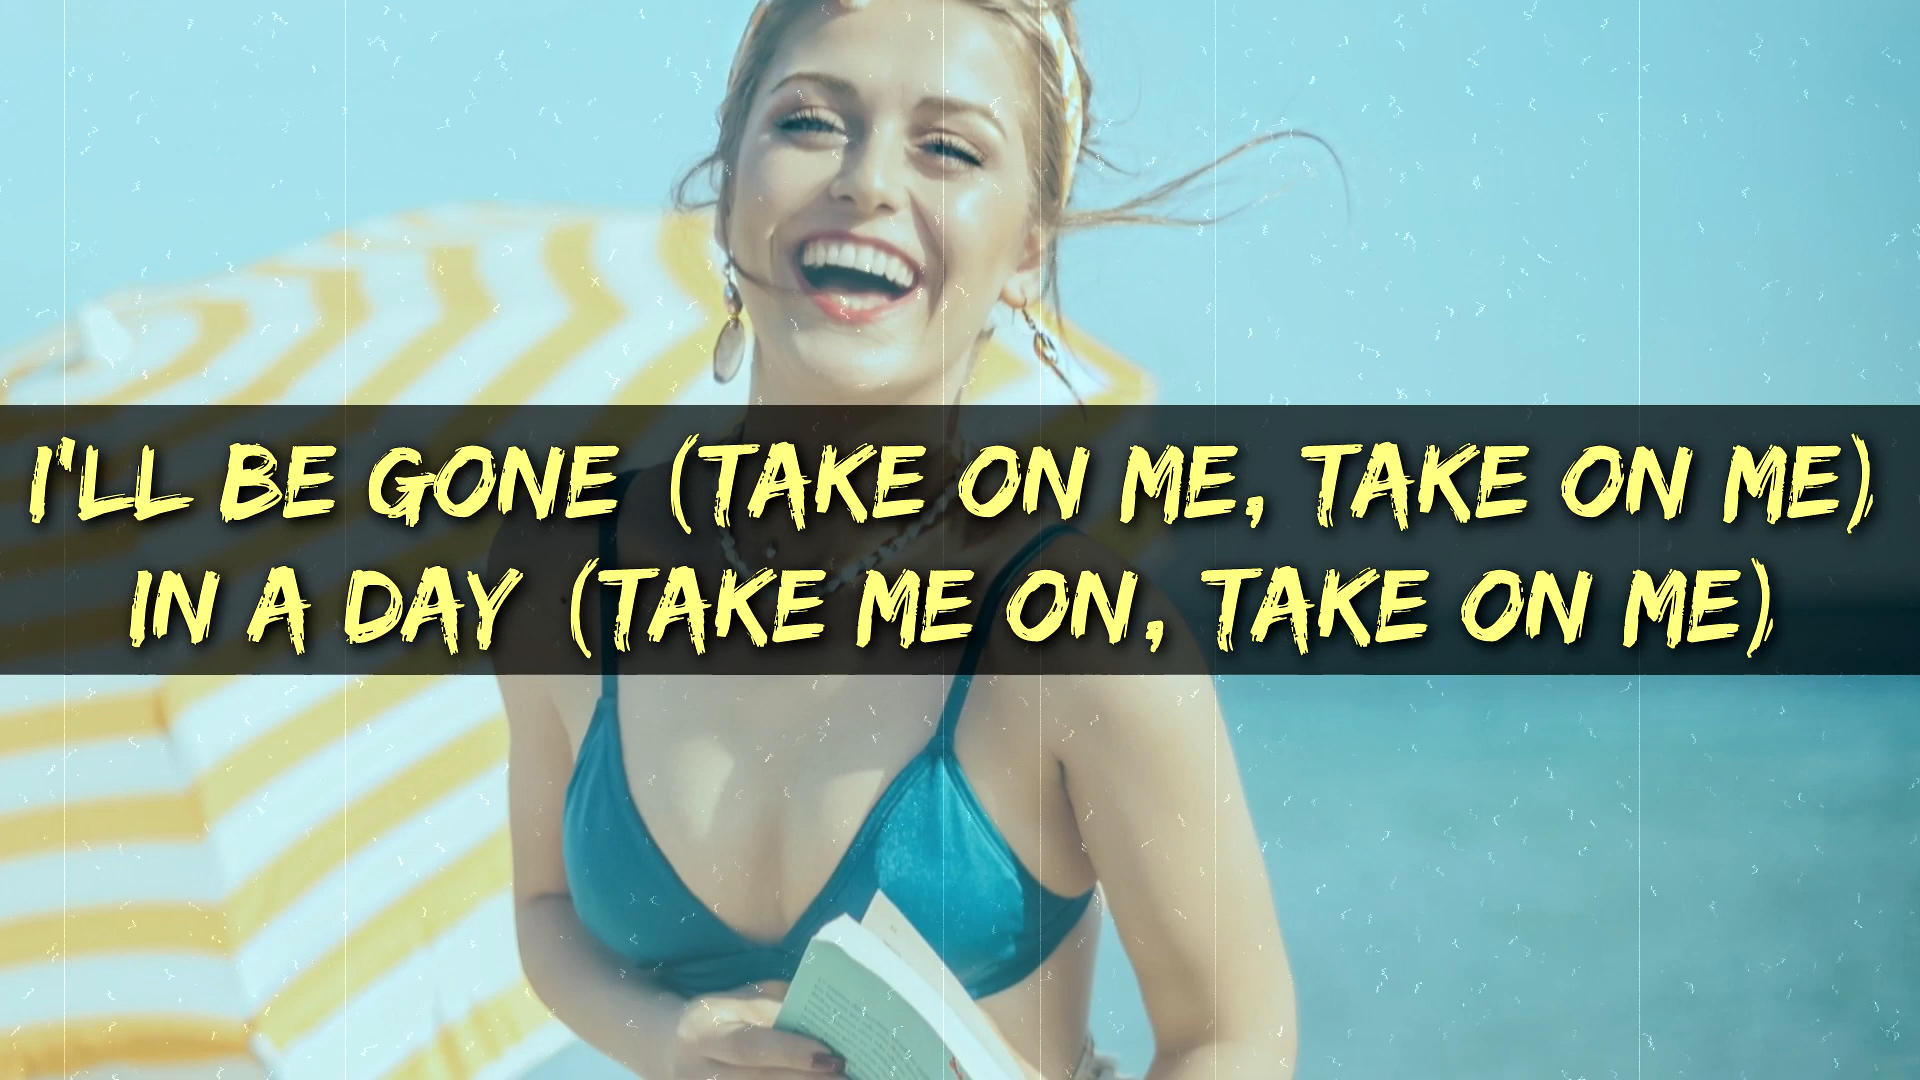 I'LL BE GONE (TAKE ON ME, TAKE ON ME)
IN A DAY (TAKE ME ON, TAKE ON ME)